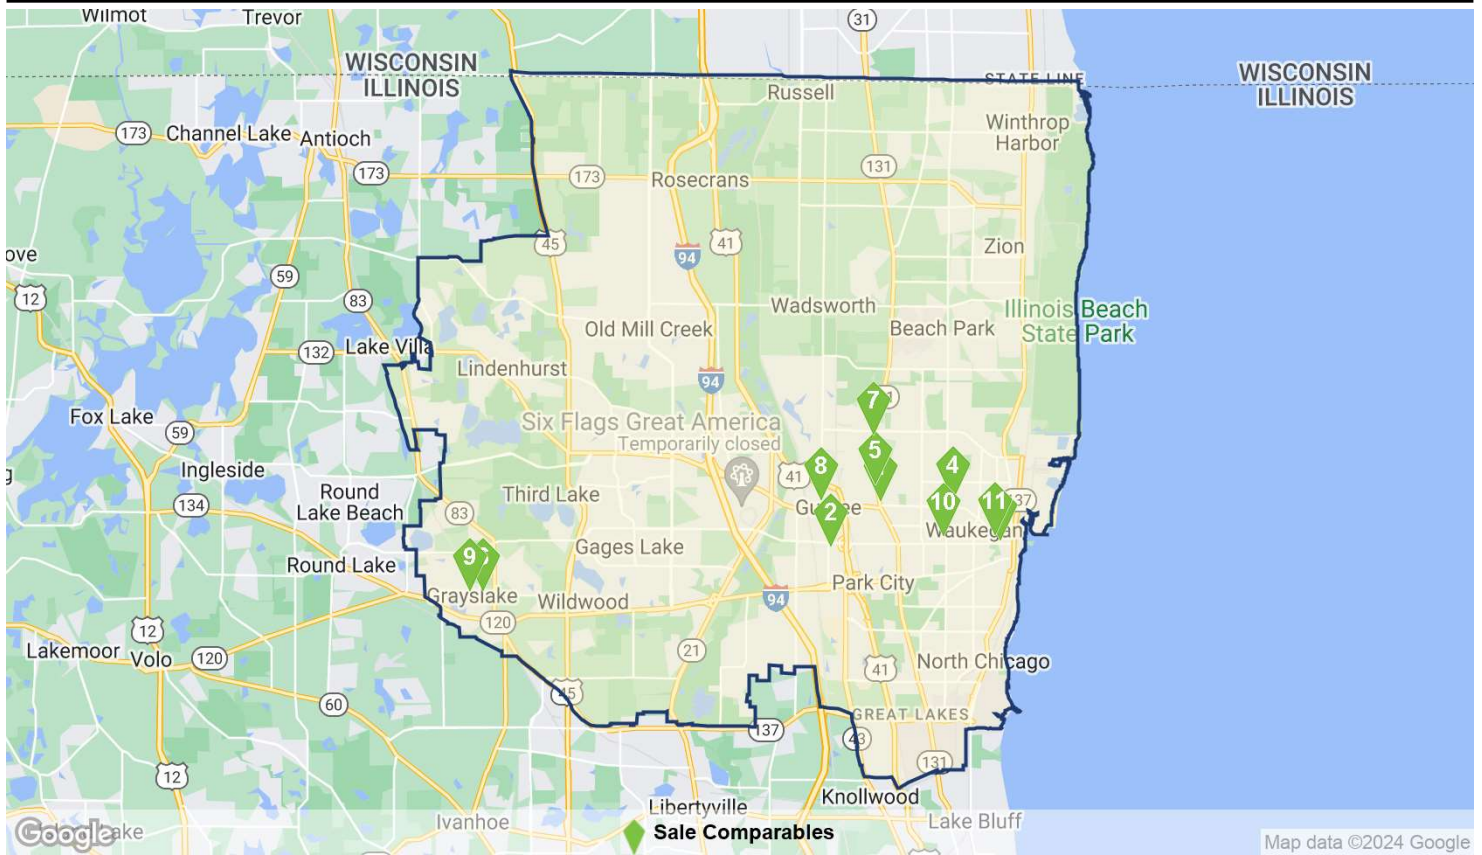 Wilmot
Trevor
31
WISCONSIN
ILLINOIS
STATE LINE
WISCONSIN
ILLINOIS
Russell
173
Channel Lake
Antioch
Winthrop
Harbor
131
173
173
Rosecrans
45
41
94
Zion
59
12
83
Wadsworth
Illinois Beach
State Park
Old Mill Creek
Beach Park
132
Lake Villa
Lindenhurst
94
7
Fox Lake
59
Six Flags Great America
Temporarily closed
5
8
4
41
Ingleside
Round
Lake Beach
Third Lake
134
83
10
11
137
2
Gurnee
Waukegan
Gages Lake
9
6
Round Lake
Park City
94
Grayslake
Wildwood
120
12
Lakemoor
Volo
120
21
North Chicago
41
45
60
GREAT LAKES
137
43
131
12
Knollwood
Libertyville
Ivanhoe
Lake Bluff
Google
Lake
Sale Comparables
Map data ©2024 Google